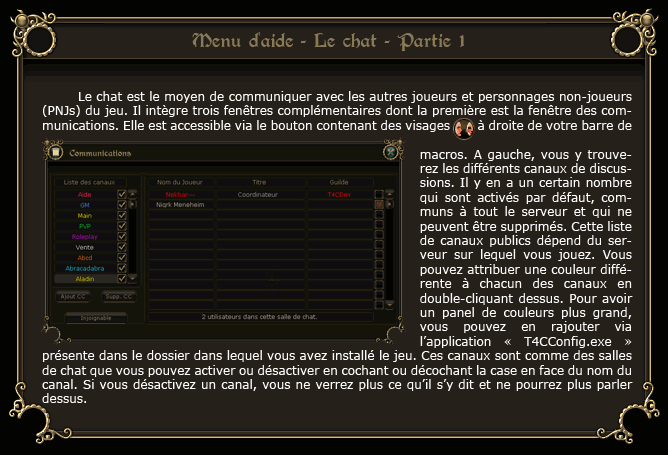 Menu d'aide - Le chat - Partie 1
Le chat est le moyen de communiquer avec les autres joueurs et personnages non-joueurs
(PNJs) du jeu. Il intègre trois fenêtres complémentaires dont la première est la fenêtre des com-
munications. Elle est accessible via le bouton contenant des visages à droite de votre barre de
macros. A gauche, vous y trouve-
rez les différents canaux de discus-
sions. Il y en a un certain nombre
qui sont activés par défaut, com-
muns à tout le serveur et qui ne
peuvent être supprimés. Cette liste
de canaux publics dépend du ser-
veur sur lequel vous jouez. Vous
pouvez attribuer une couleur diffé-
rente à chacun des canaux en
double-cliquant dessus. Pour avoir
un panel de couleurs plus grand,
vous pouvez en rajouter via
l'application « T4CConfig.exe »
présente dans le dossier dans lequel vous avez installé le jeu. Ces canaux sont comme des salles
de chat que vous pouvez activer ou désactiver en cochant ou décochant la case en face du nom du
canal. Si vous désactivez un canal, vous ne verrez plus ce qu'il s'y dit et ne pourrez plus parler
dessus.
Communications
Liste des canaux
Aide
GM
Main
PVP
Roleplay
Vente
Abcd
Abracadabra
Aladin
Ajout CC Supp. CC
Injoignable
Nom du Joueur Titre Guilde
Coordinateur T4CDev
Niark Meneheim
2 utilisateurs dans cette salle de chat.